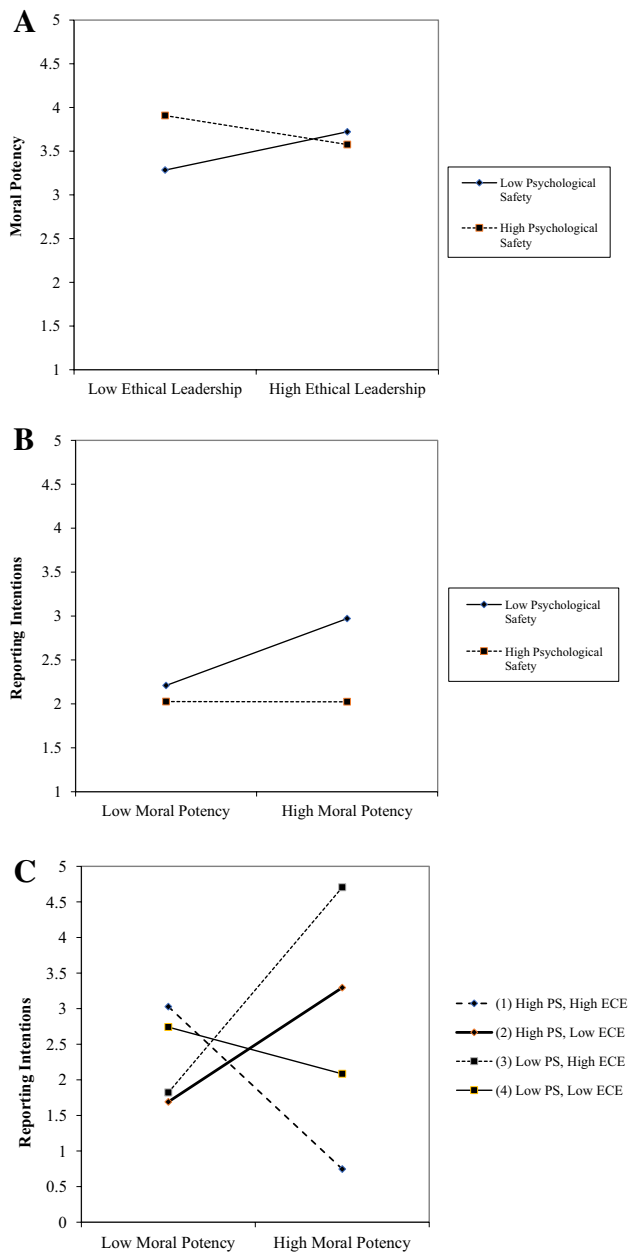 A
5
4.5
4
3.5
3
2.5
2
1.5
1
Moral Potency
Low Ethical Leadership
High Ethical Leadership
Low Psychological
Safety
High Psychological
Safety
B
5
4.5
4
3.5
3
2.5
2
1.5
1
Reporting Intentions
Low Moral Potency
High Moral Potency
Low Psychological
Safety
High Psychological
Safety
C
5
4.5
4
3.5
3
2.5
2
1.5
1
0.5
0
Reporting Intentions
Low Moral Potency
High Moral Potency
(1) High PS, High ECE
(2) High PS, Low ECE
(3) Low PS, High ECE
(4) Low PS, Low ECE